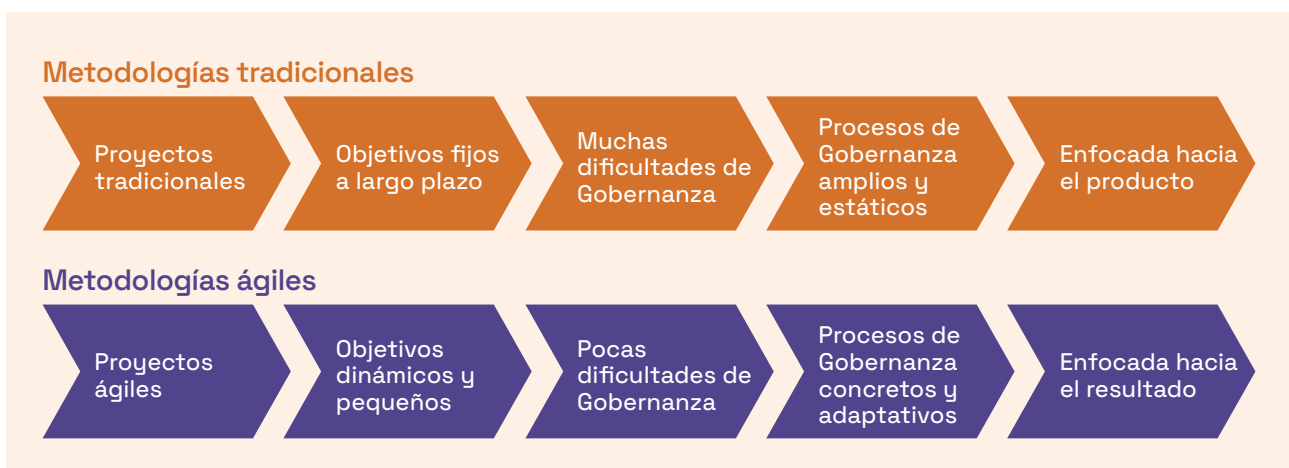 Metodologías tradicionales
Proyectos
tradicionales
Objetivos fijos
a largo plazo
Muchas
dificultades de
Gobernanza
Procesos de
Gobernanza
amplios y
estáticos
Enfocada hacia
el producto
Metodologías ágiles
Proyectos
ágiles
Objetivos
dinámicos y
pequeños
Pocas
dificultades de
Gobernanza
Procesos de
Gobernanza
concretos y
adaptativos
Enfocada hacia
el resultado